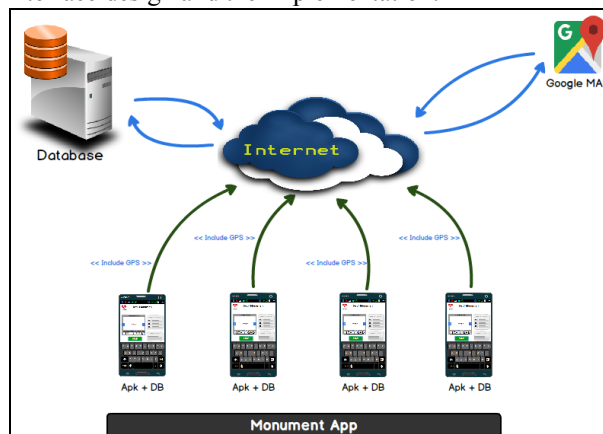 Google MA
Internet
Database
<< Include GPS >>
<< Include GPS >>
<< Include GPS >>
<< Include GPS >>
Apk + DB
Apk + DB
Apk + DB
Apk + DB
Monument App